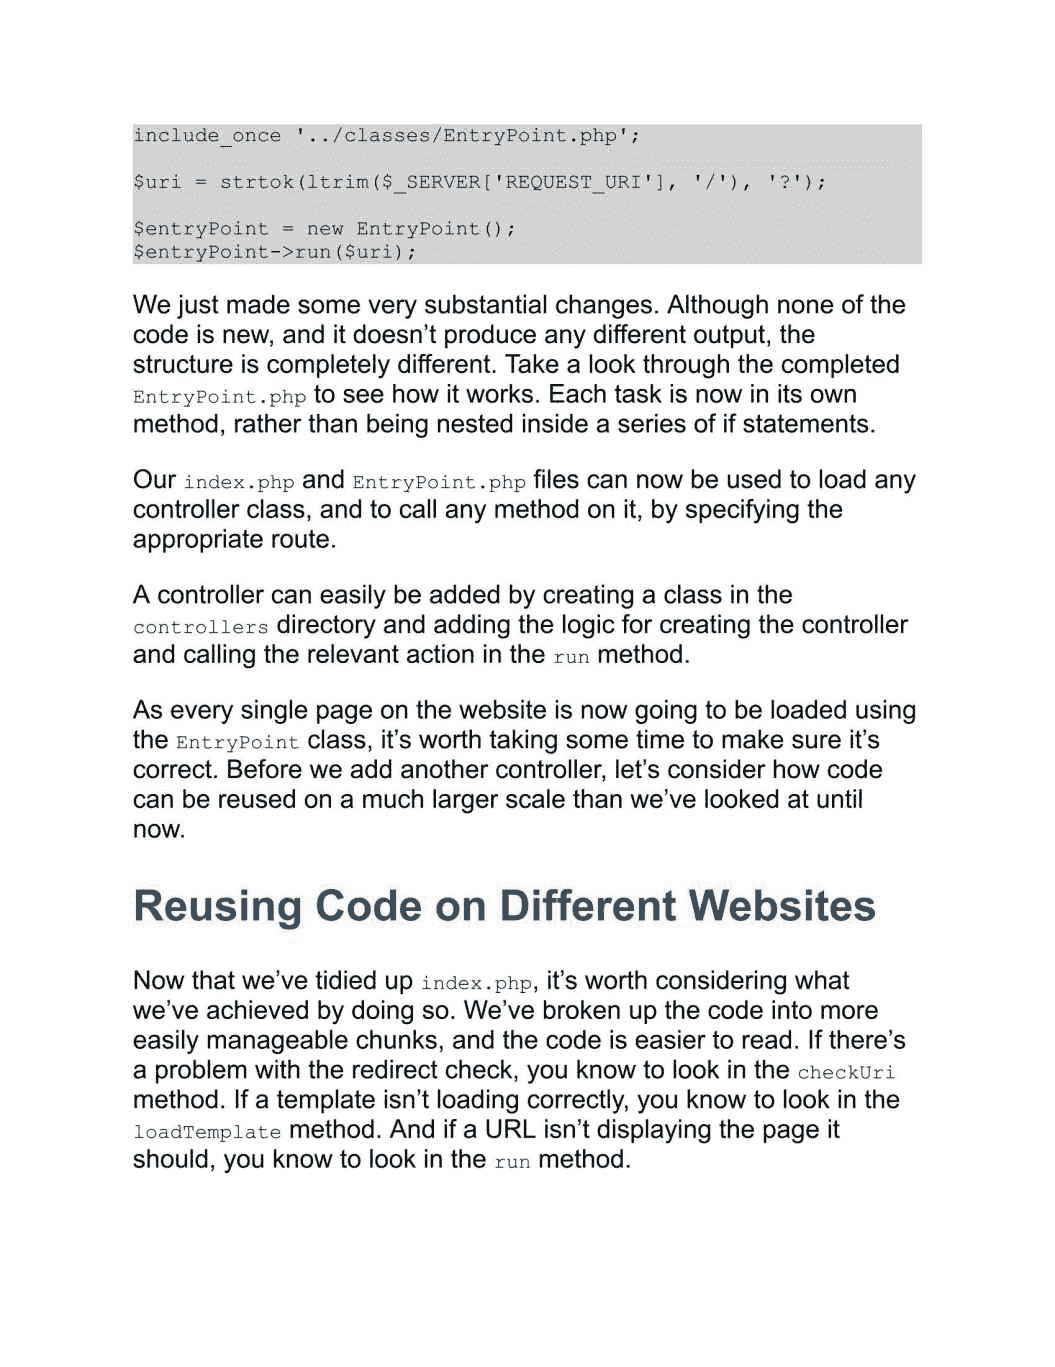 include_once '../classes/EntryPoint.php';
$uri = strtok(ltrim($_SERVER['REQUEST_URI'], '/'), '?');
$entryPoint = new EntryPoint();
$entryPoint->run($uri);
We just made some very substantial changes. Although none of the
code is new, and it doesn’t produce any different output, the
structure is completely different. Take a look through the completed
EntryPoint.php to see how it works. Each task is now in its own
method, rather than being nested inside a series of if statements.
Our index.php and EntryPoint.php files can now be used to load any
controller class, and to call any method on it, by specifying the
appropriate route.
A controller can easily be added by creating a class in the
controllers directory and adding the logic for creating the controller
and calling the relevant action in the run method.
As every single page on the website is now going to be loaded using
the EntryPoint class, it’s worth taking some time to make sure it’s
correct. Before we add another controller, let’s consider how code
can be reused on a much larger scale than we’ve looked at until
now.
Reusing Code on Different Websites
Now that we’ve tidied up index.php, it’s worth considering what
we’ve achieved by doing so. We’ve broken up the code into more
easily manageable chunks, and the code is easier to read. If there’s
a problem with the redirect check, you know to look in the checkUri
method. If a template isn’t loading correctly, you know to look in the
loadTemplate method. And if a URL isn’t displaying the page it
should, you know to look in the run method.